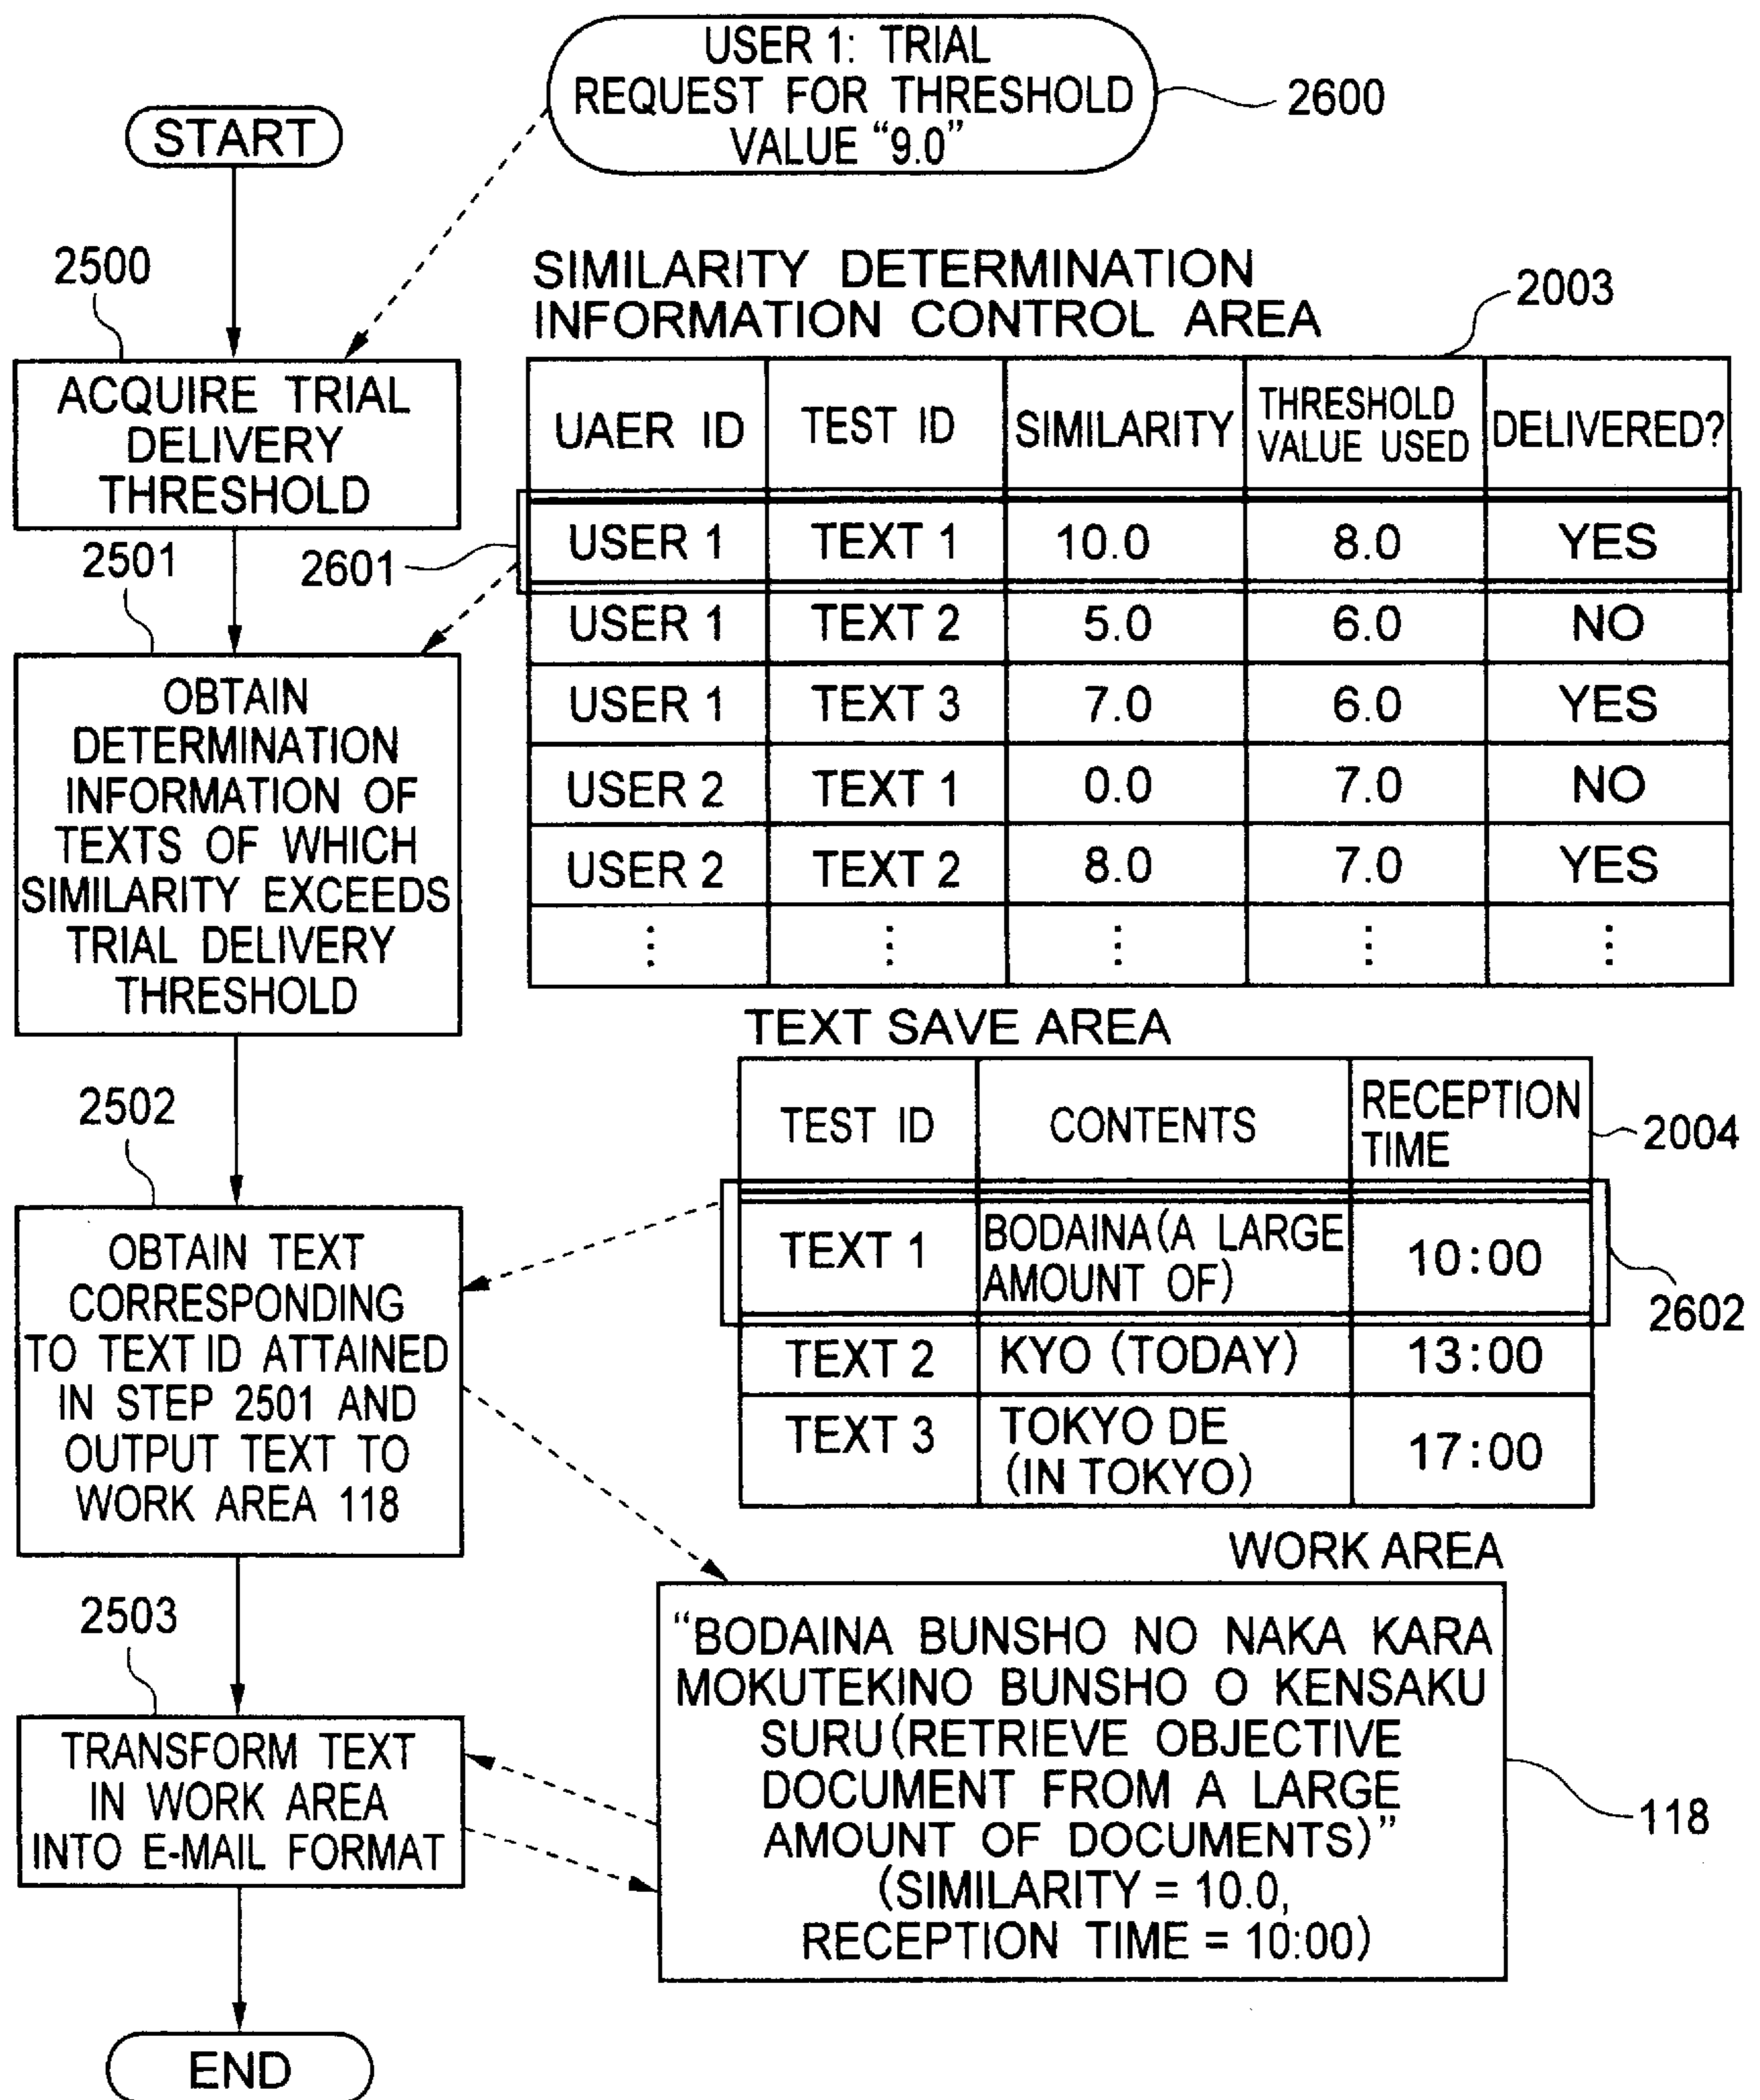 USER 1: TRIAL
REQUEST FOR THRESHOLD
VALUE “9.0”
2600
START
2500
ACQUIRE TRIAL
DELIVERY
THRESHOLD
SIMILARITY DETERMINATION
INFORMATION CONTROL AREA
2003
UAER ID TEST ID SIMILARITY THRESHOLD VALUE USED DELIVERED?
2601
USER 1 TEXT 1 10.0 8.0 YES
USER 1 TEXT 2 5.0 6.0 NO
USER 1 TEXT 3 7.0 6.0 YES
USER 2 TEXT 1 0.0 7.0 NO
USER 2 TEXT 2 8.0 7.0 YES
⋮ ⋮ ⋮ ⋮ ⋮
2501
OBTAIN
DETERMINATION
INFORMATION OF
TEXTS OF WHICH
SIMILARITY EXCEEDS
TRIAL DELIVERY
THRESHOLD
TEXT SAVE AREA
TEST ID CONTENTS RECEPTION TIME
2004
TEXT 1 BODAINA(A LARGE AMOUNT OF) 10:00
2602
TEXT 2 KYO (TODAY) 13:00
TEXT 3 TOKYO DE (IN TOKYO) 17:00
2502
OBTAIN TEXT
CORRESPONDING
TO TEXT ID ATTAINED
IN STEP 2501 AND
OUTPUT TEXT TO
WORK AREA 118
WORK AREA
“BODAINA BUNSHO NO NAKA KARA
MOKUTEKINO BUNSHO O KENSAKU
SURU(RETRIEVE OBJECTIVE
DOCUMENT FROM A LARGE
AMOUNT OF DOCUMENTS)”
(SIMILARITY = 10.0,
RECEPTION TIME = 10:00)
118
2503
TRANSFORM TEXT
IN WORK AREA
INTO E-MAIL FORMAT
END